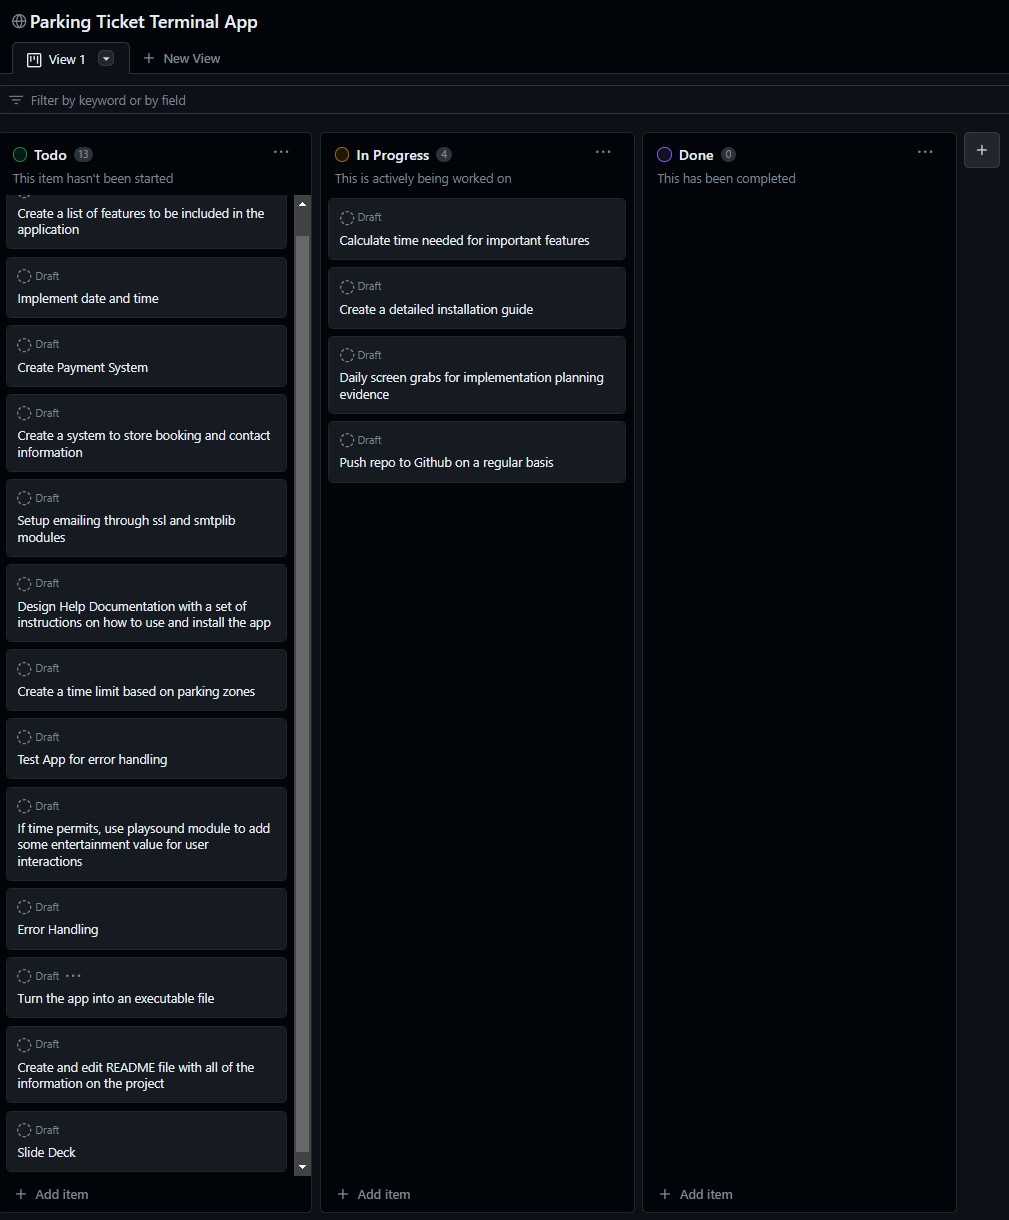 Parking Ticket Terminal App
View 1
New View
Filter by keyword or by field
Todo 13
This item hasn't been started
Create a list of features to be included in the
application
Draft
Implement date and time
Draft
Create Payment System
Draft
Create a system to store booking and contact
information
Draft
Setup emailing through ssl and smtplib
modules
Draft
Design Help Documentation with a set of
instructions on how to use and install the app
Draft
Create a time limit based on parking zones
Draft
Test App for error handling
Draft
If time permits, use playsound module to add
some entertainment value for user
interactions
Draft
Error Handling
Draft
Turn the app into an executable file
Draft
Create and edit README file with all of the
information on the project
Draft
Slide Deck
Add item
In Progress 4
This is actively being worked on
Draft
Calculate time needed for important features
Draft
Create a detailed installation guide
Draft
Daily screen grabs for implementation planning
evidence
Draft
Push repo to Github on a regular basis
Add item
Done 0
This has been completed
Add item